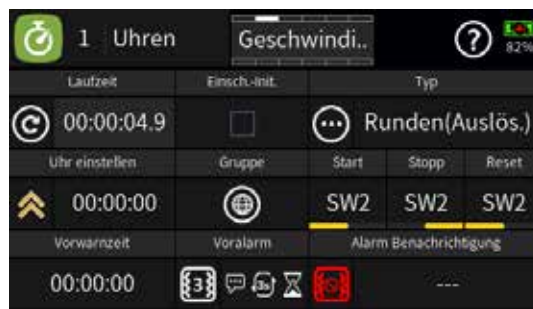 1 Uhren Geschwindi.. ? 82%
Laufzeit Einsch.-Init. Typ
00:00:04.9 Runden(Auslös.)
Uhr einstellen Gruppe Start Stopp Reset
00:00:00 SW2 SW2 SW2
Vorwarnzeit Voralarm Alarm Benachrichtigung
00:00:00 3 3s ---